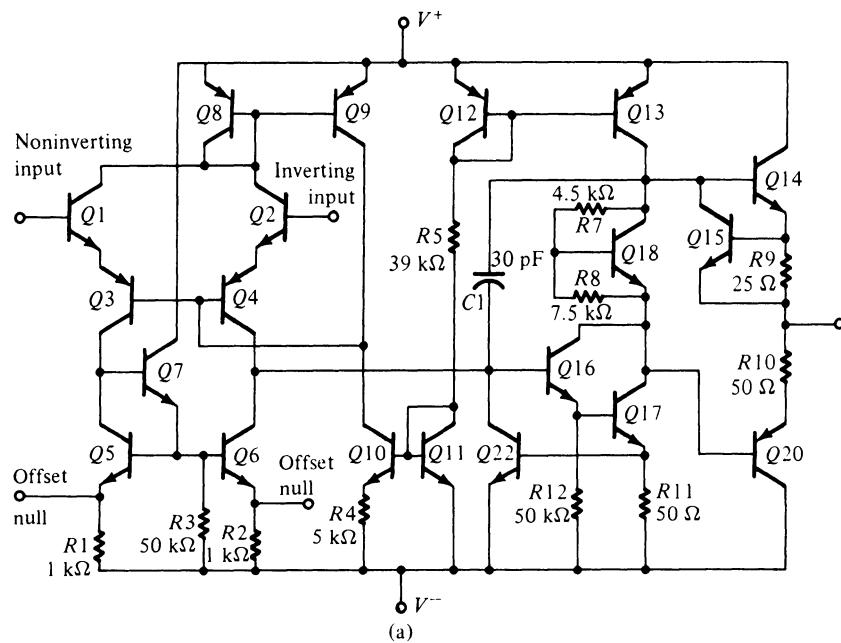 V⁺
Q8
Q9
Q12
Q13
Noninverting
input
Inverting
input
Q1
Q2
Q14
4.5 kΩ
R7
R5
39 kΩ
30 pF
C1
Q18
Q15
R9
25 Ω
Q3
Q4
R8
7.5 kΩ
Q7
Q16
R10
50 Ω
Q17
Q5
Q6
Offset
null
Q10
Q11
Q22
Q20
Offset
null
R4
5 kΩ
R12
50 kΩ
R11
50 Ω
R1
1 kΩ
R3
50 kΩ
R2
1 kΩ
V⁻
(a)